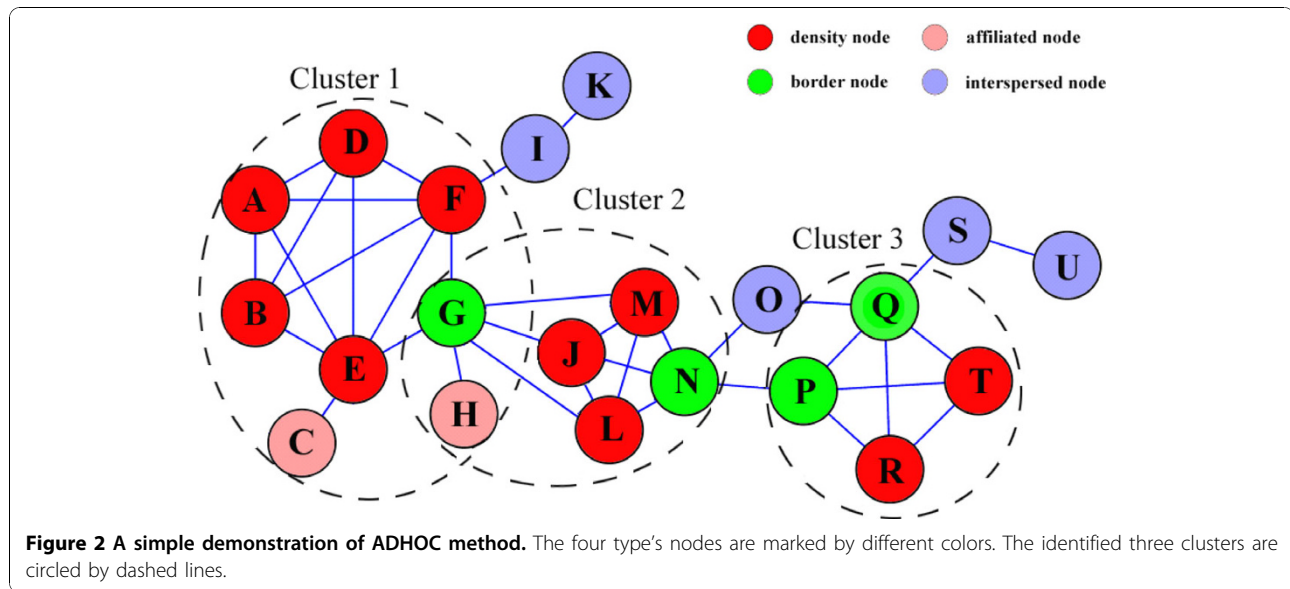 density node
affiliated node
border node
interspersed node
Cluster 1
K
D
I
A
F
Cluster 2
S
Cluster 3
U
B
G
M
O
Q
E
J
N
P
T
C
H
L
R
Figure 2 A simple demonstration of ADHOC method. The four type's nodes are marked by different colors. The identified three clusters are
circled by dashed lines.